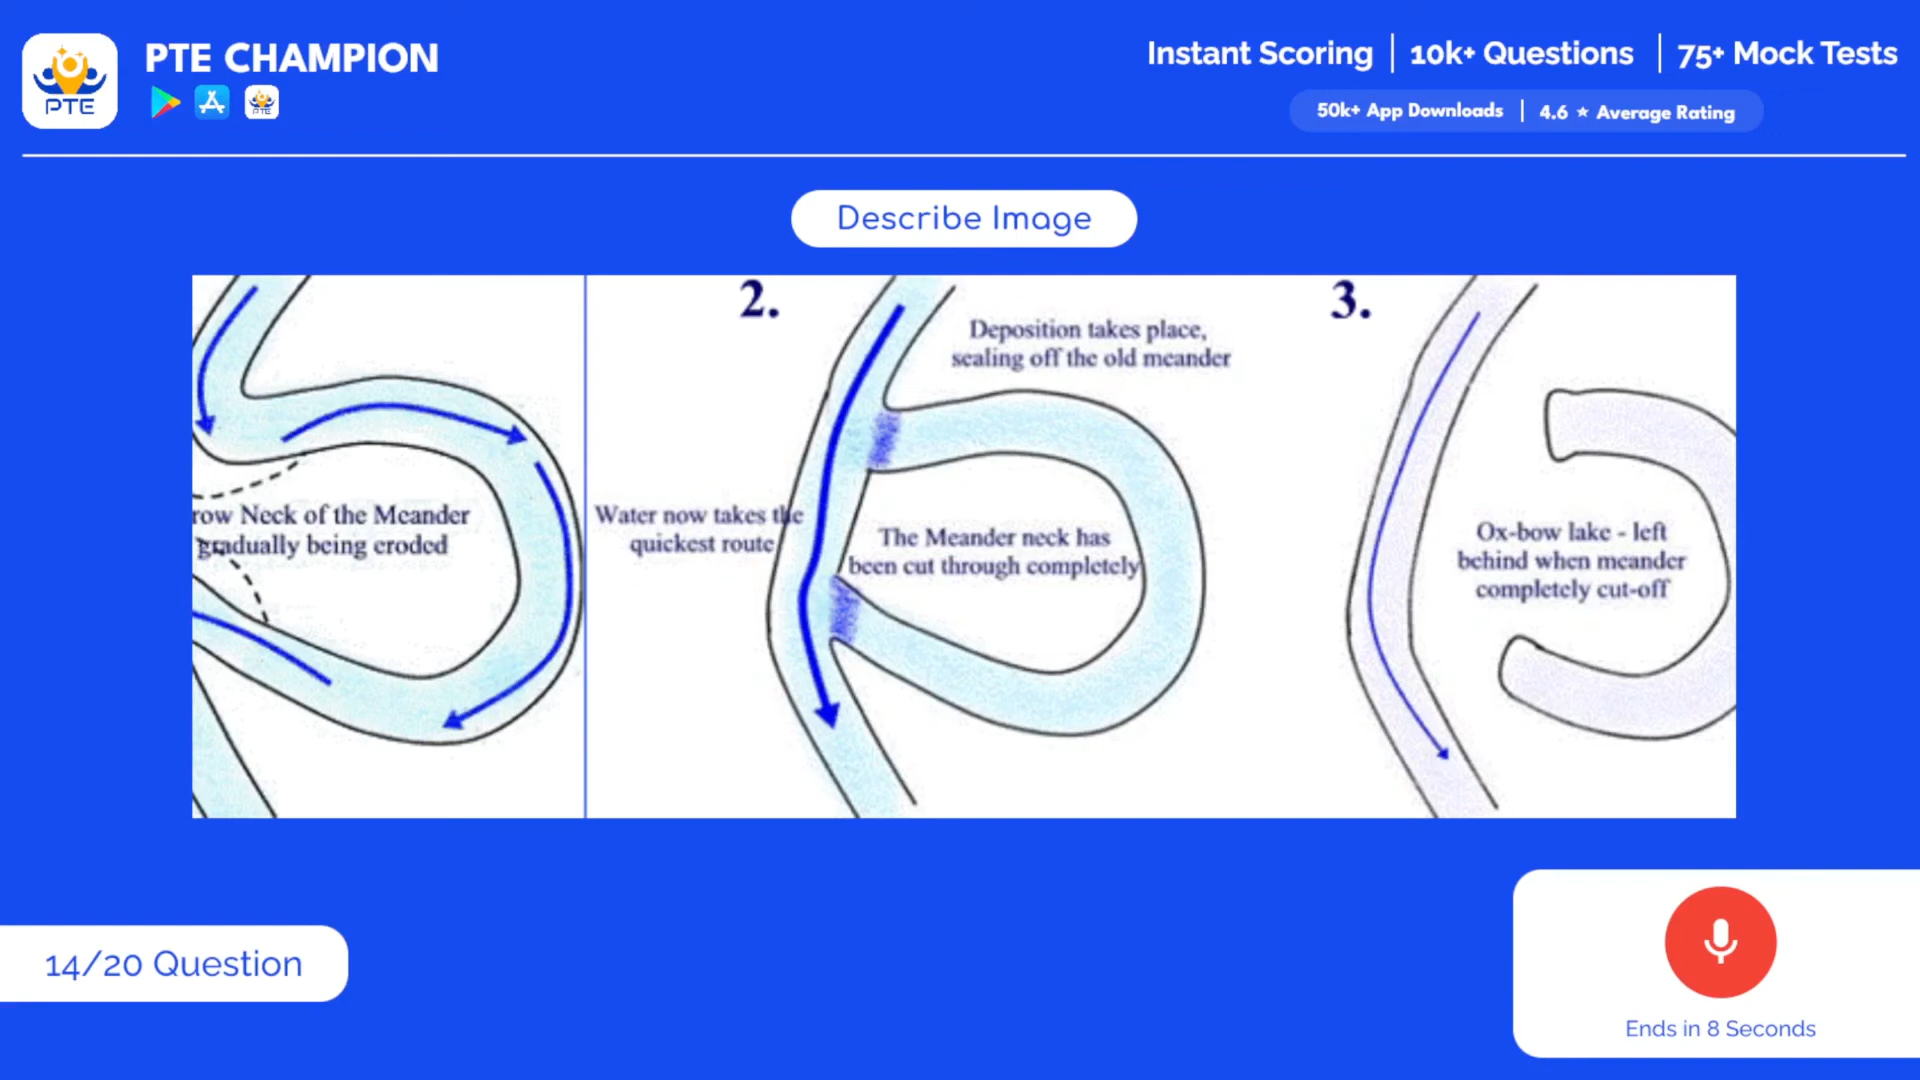 PTE CHAMPION
PTE
PTE
Instant Scoring | 10k+ Questions | 75+ Mock Tests
50k+ App Downloads | 4.6 ★ Average Rating
Describe Image
row Neck of the Meander
gradually being eroded
2.
Deposition takes place,
sealing off the old meander
Water now takes the
quickest route
The Meander neck has
been cut through completely
3.
Ox-bow lake - left
behind when meander
completely cut-off
14/20 Question
Ends in 8 Seconds